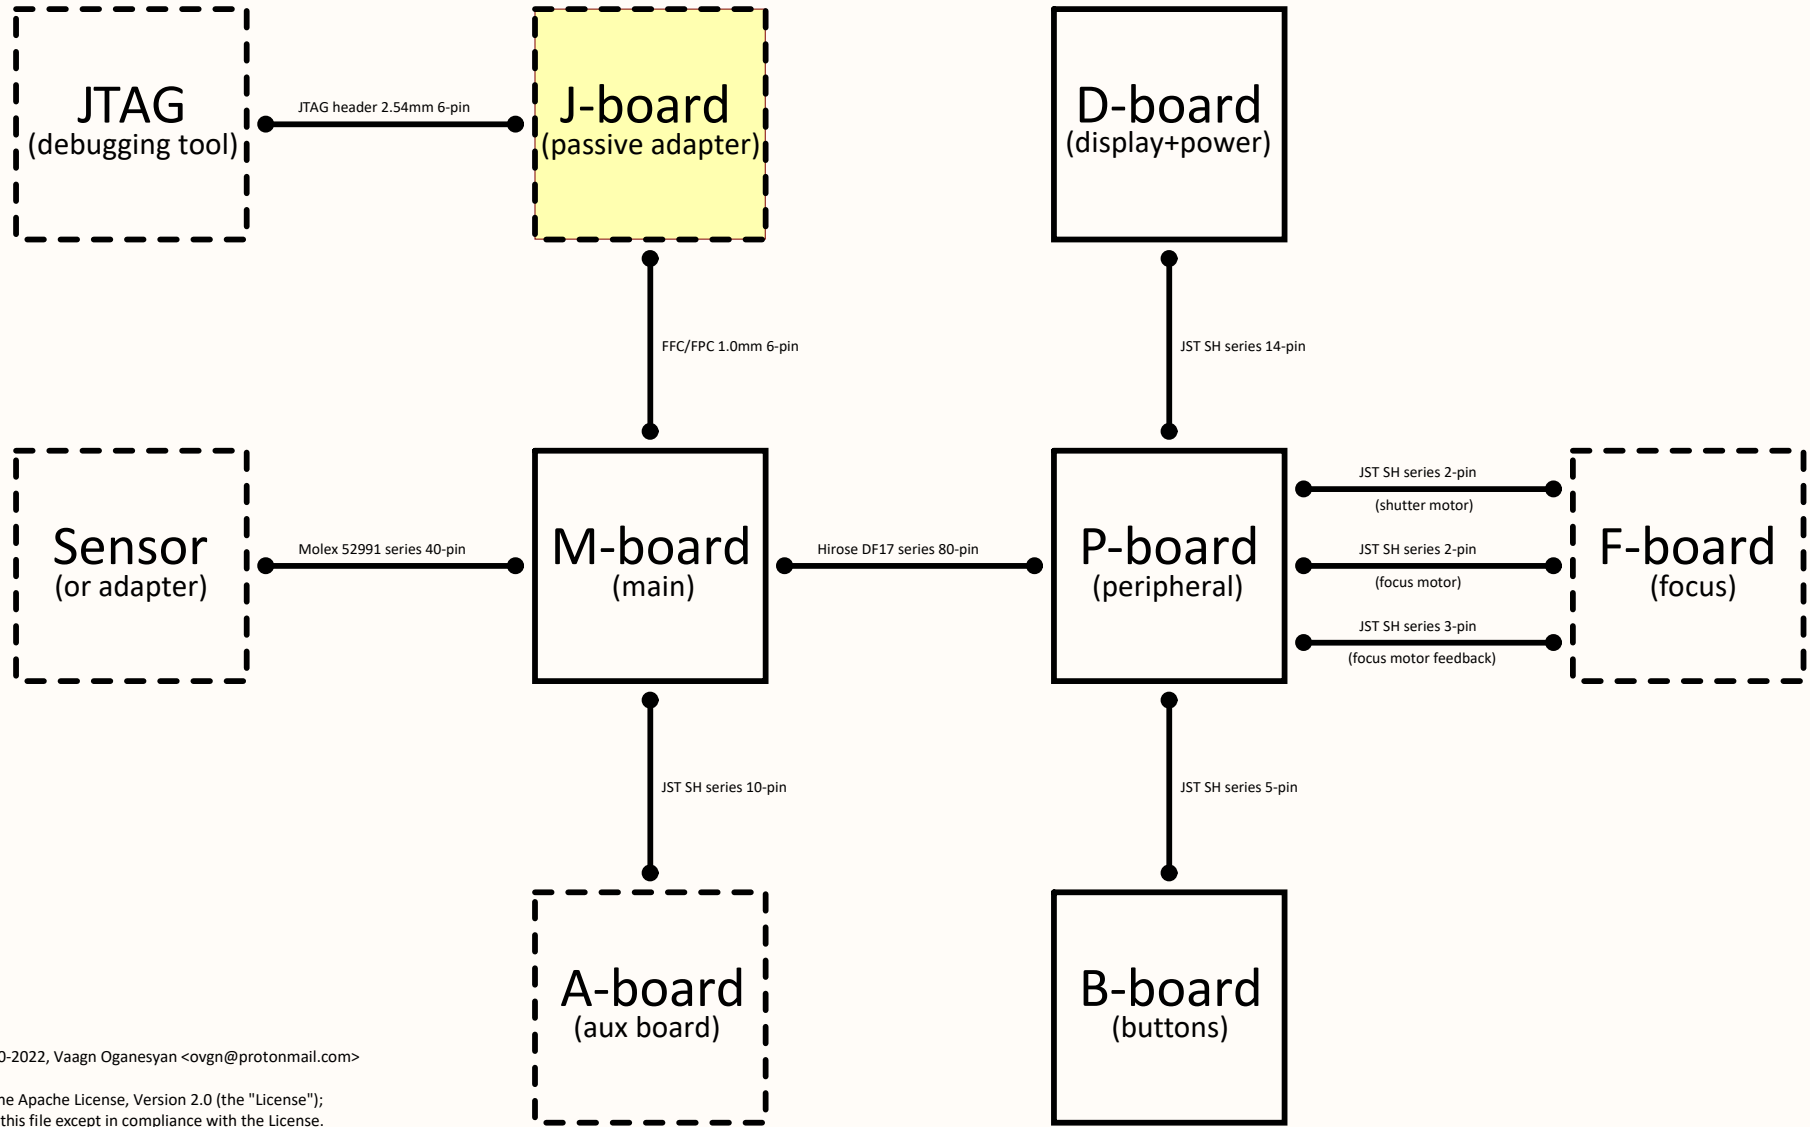 JTAG
(debugging tool)
JTAG header 2.54mm 6-pin
J-board
(passive adapter)
D-board
(display+power)
FFC/FPC 1.0mm 6-pin
JST SH series 14-pin
Sensor
(or adapter)
Molex 52991 series 40-pin
M-board
(main)
Hirose DF17 series 80-pin
P-board
(peripheral)
JST SH series 2-pin
(shutter motor)
JST SH series 2-pin
(focus motor)
JST SH series 3-pin
(focus motor feedback)
F-board
(focus)
JST SH series 10-pin
JST SH series 5-pin
A-board
(aux board)
B-board
(buttons)
0-2022, Vaagn Oganesyan <ovgn@protonmail.com>
Apache License, Version 2.0 (the "License");
this file except in compliance with the License.